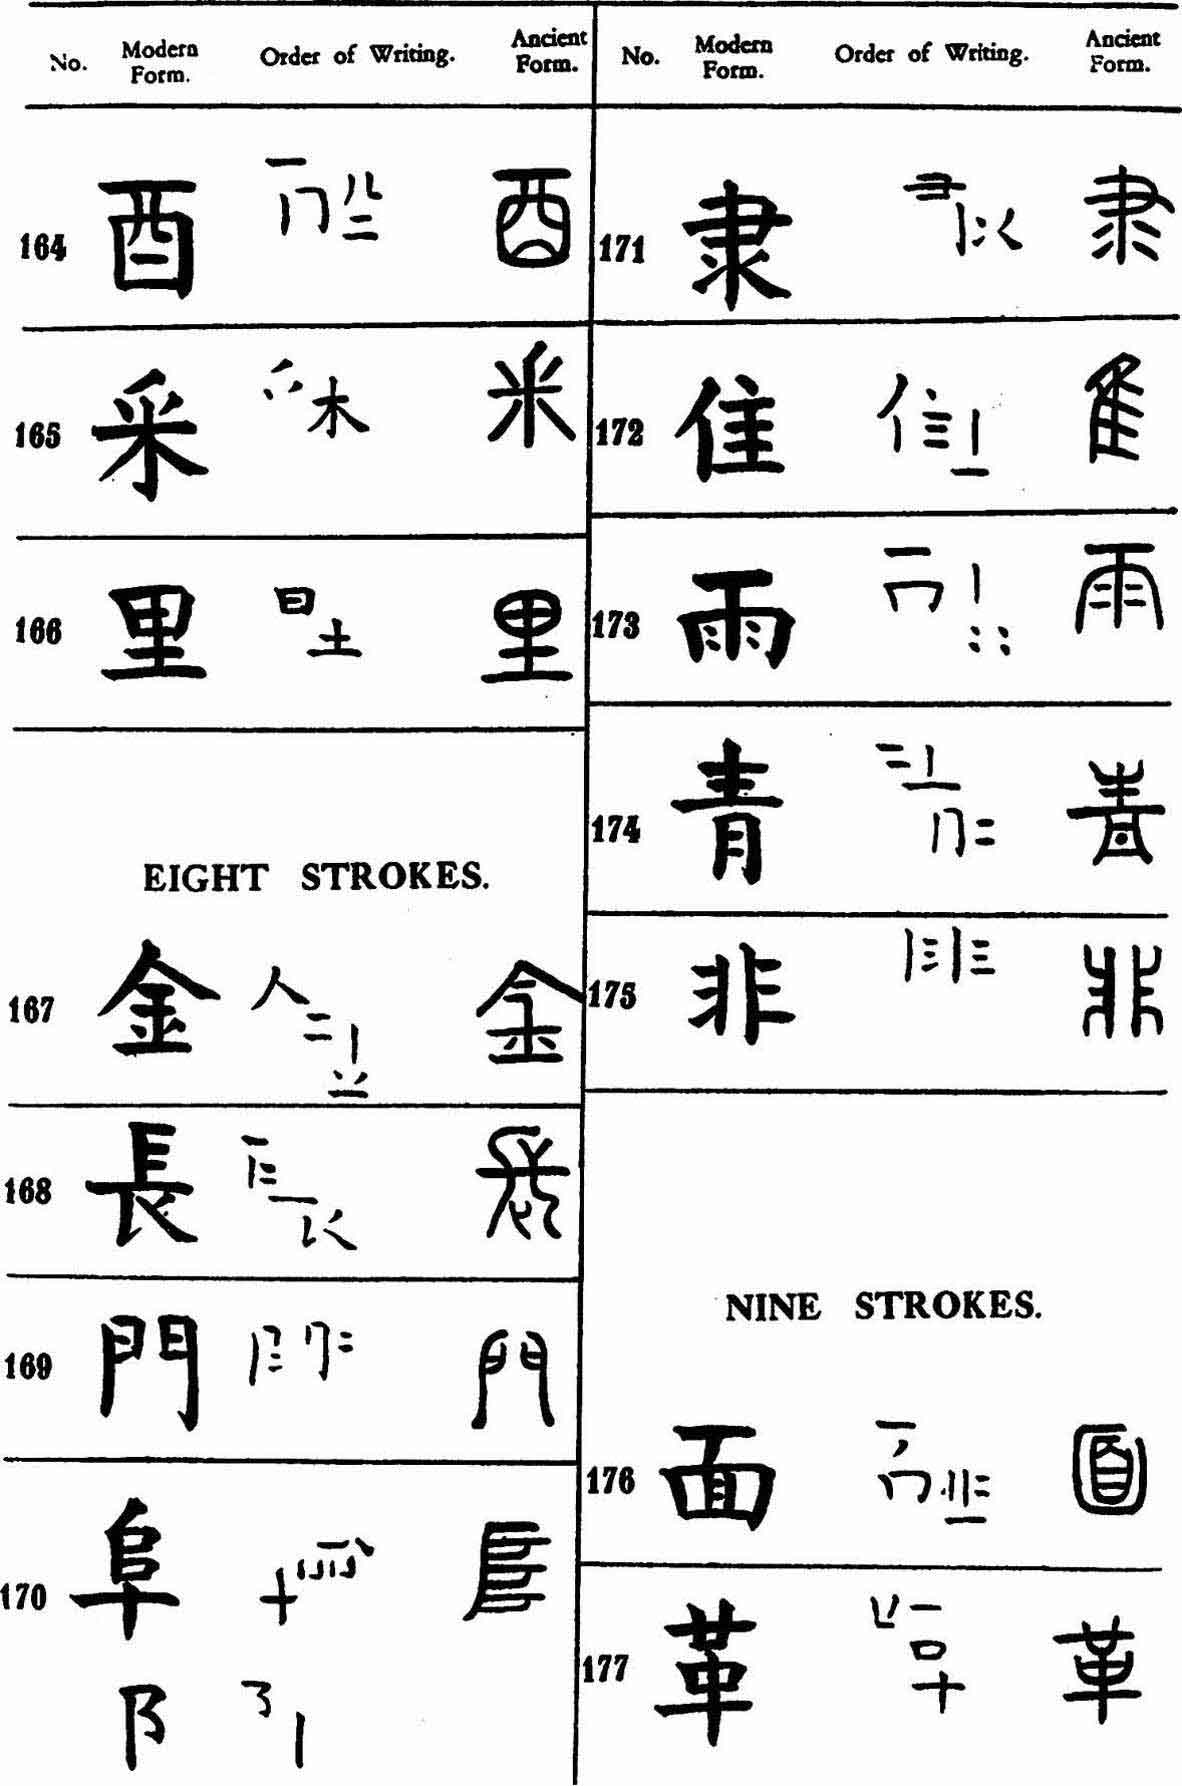 No. Modern Form. Order of Writing. Ancient Form.
164 酉
165 釆
166 里
EIGHT STROKES.
167 金
168 長
169 門
170 阜
阝
No. Modern Form. Order of Writing. Ancient Form.
171 隶
172 隹
173 雨
174 靑
175 非
NINE STROKES.
176 面
177 革